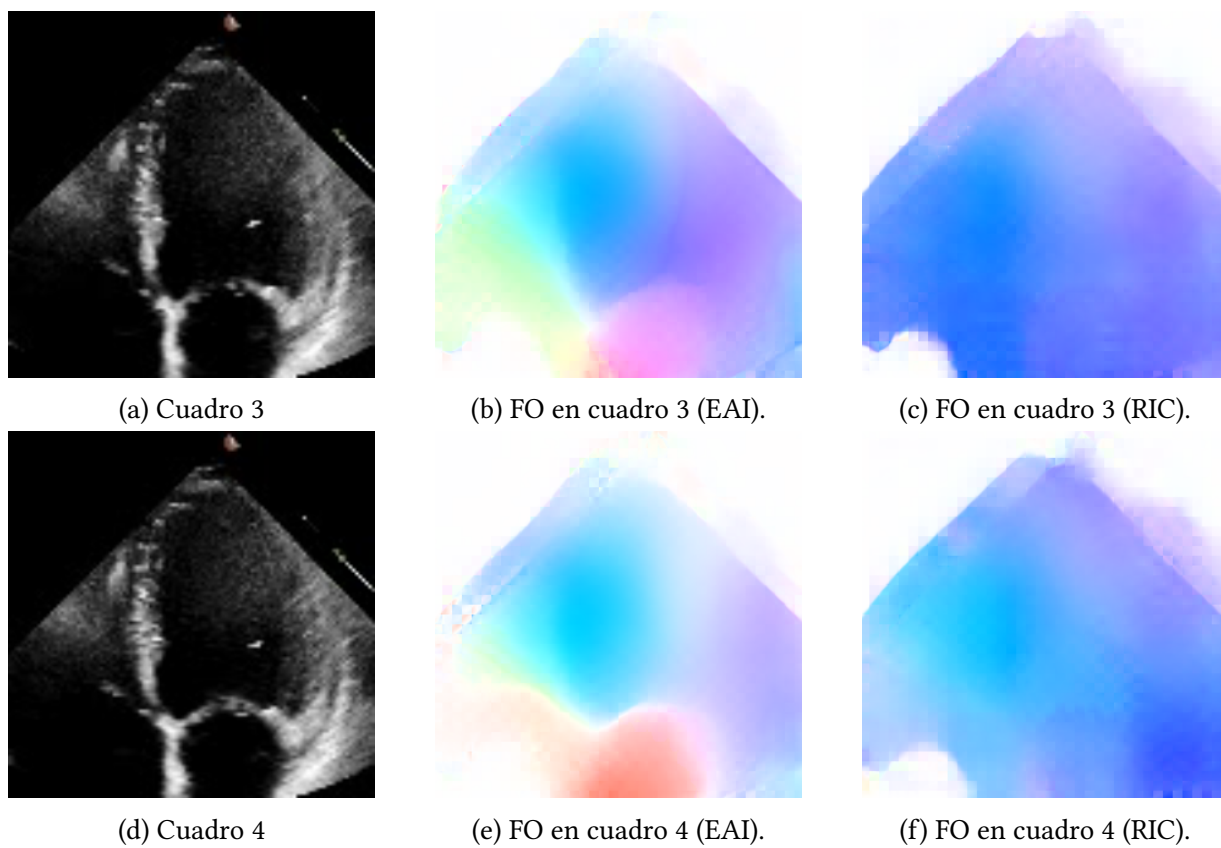 (a) Cuadro 3
(b) FO en cuadro 3 (EAI).
(c) FO en cuadro 3 (RIC).
(d) Cuadro 4
(e) FO en cuadro 4 (EAI).
(f) FO en cuadro 4 (RIC).